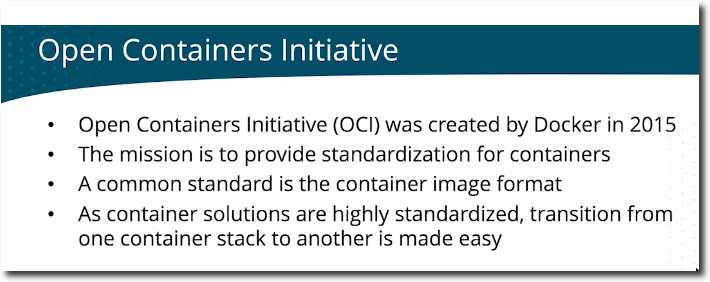 Open Containers Initiative
• Open Containers Initiative (OCI) was created by Docker in 2015
• The mission is to provide standardization for containers
• A common standard is the container image format
• As container solutions are highly standardized, transition from
one container stack to another is made easy